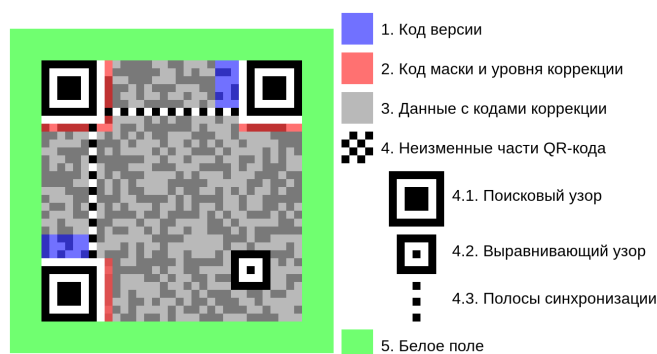 1. Код версии
2. Код маски и уровня коррекции
3. Данные с кодами коррекции
4. Неизменные части QR-кода
4.1. Поисковый узор
4.2. Выравнивающий узор
4.3. Полосы синхронизации
5. Белое поле